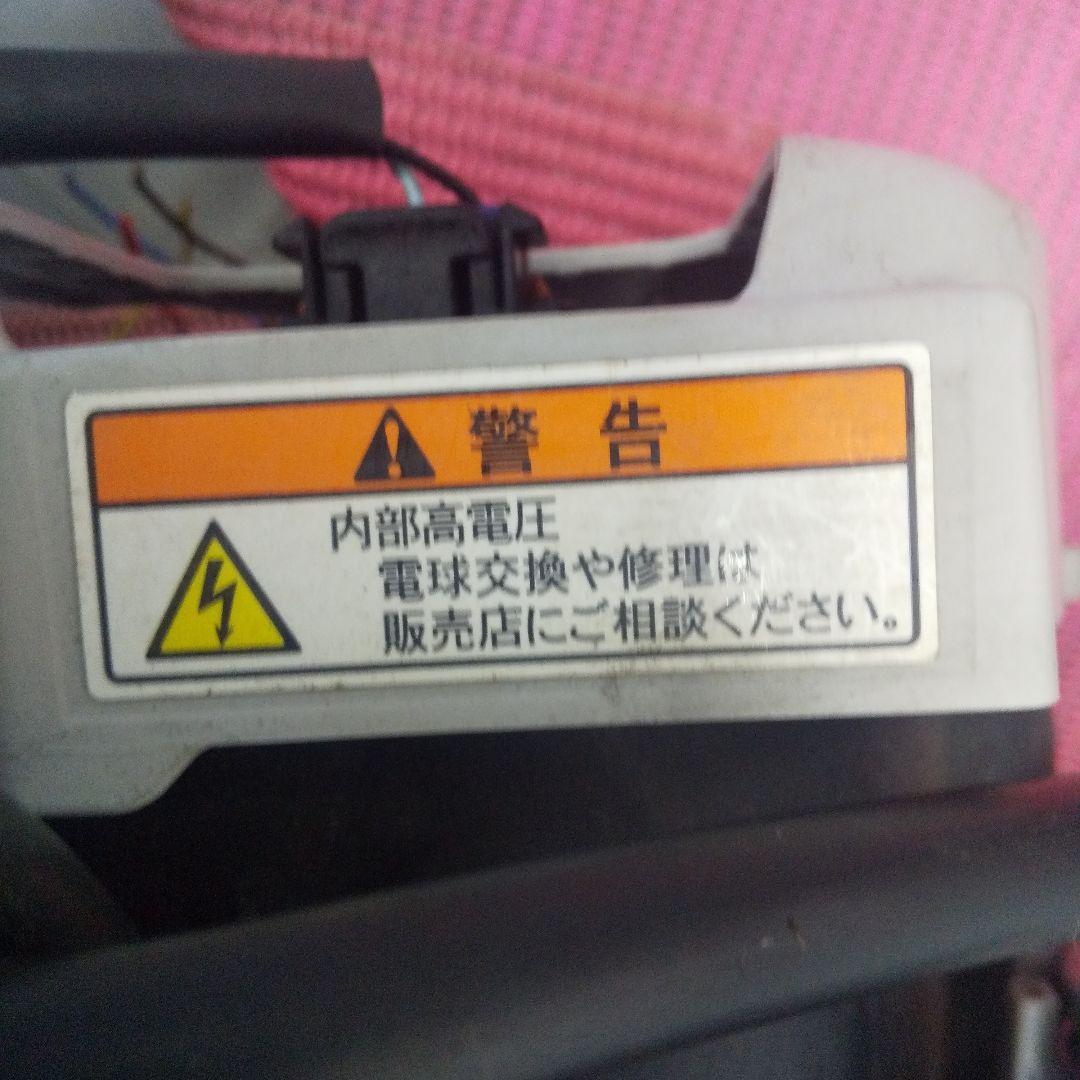 警告
内部高電圧
電球交換や修理は
販売店にご相談ください。